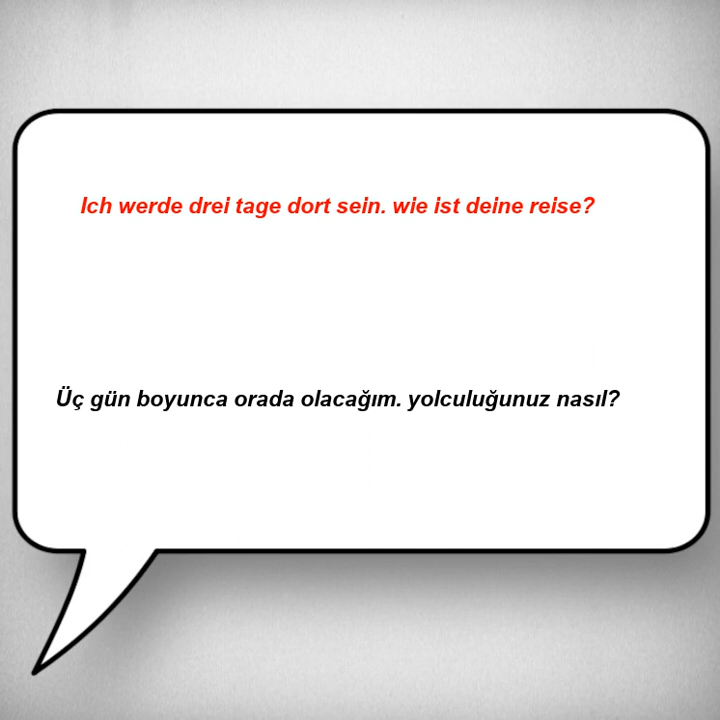 Ich werde drei tage dort sein. wie ist deine reise?
Üç gün boyunca orada olacağım. yolculuğunuz nasıl?